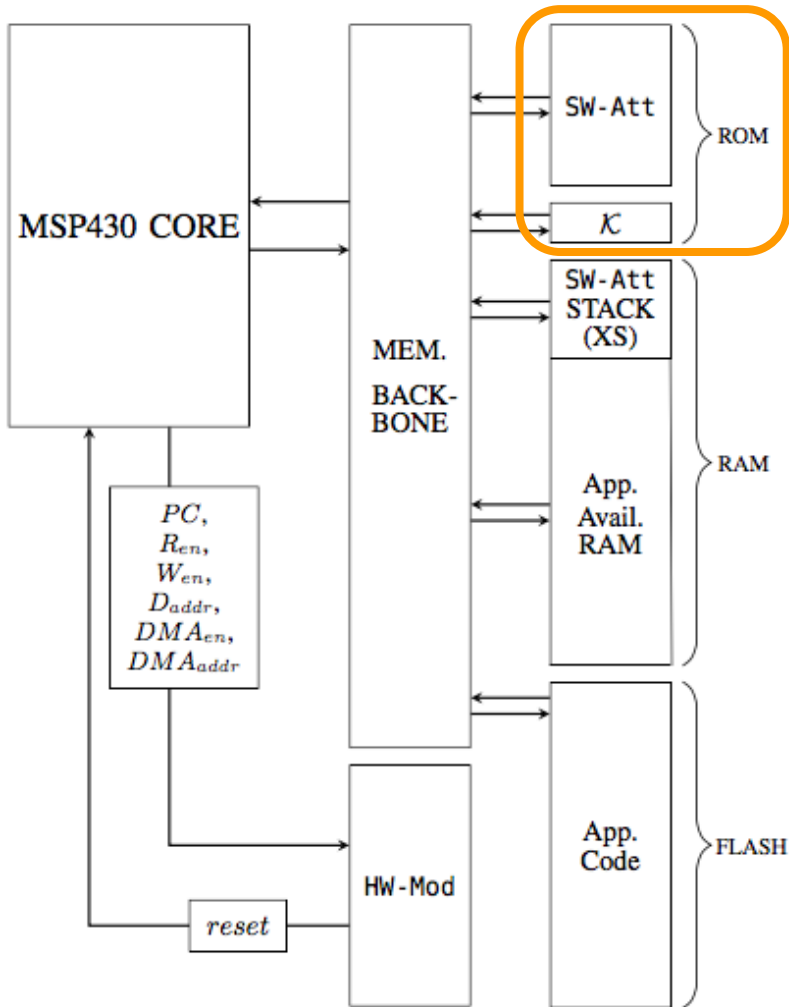 MSP430 CORE
MEM.
BACK-
BONE
SW-Att
𝒦
ROM
SW-Att
STACK
(XS)
App.
Avail.
RAM
RAM
PC,
R_en,
W_en,
D_addr,
DMA_en,
DMA_addr
HW-Mod
reset
App.
Code
FLASH